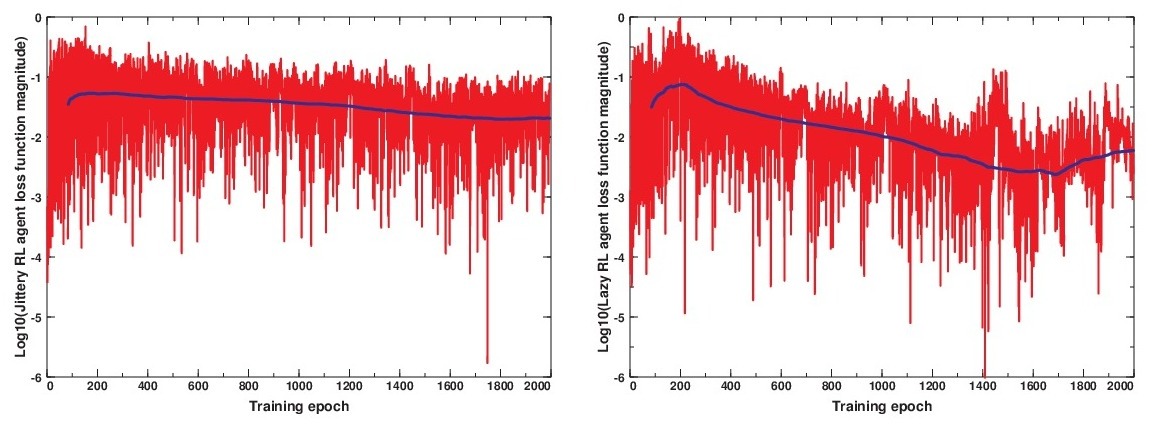 Log10(Jittery RL agent loss function magnitude)
0
-1
-2
-3
-4
-5
-6
0 200 400 600 800 1000 1200 1400 1600 1800 2000
Training epoch
Log10(Lazy RL agent loss function magnitude)
0
-1
-2
-3
-4
-5
-6
0 200 400 600 800 1000 1200 1400 1600 1800 2000
Training epoch